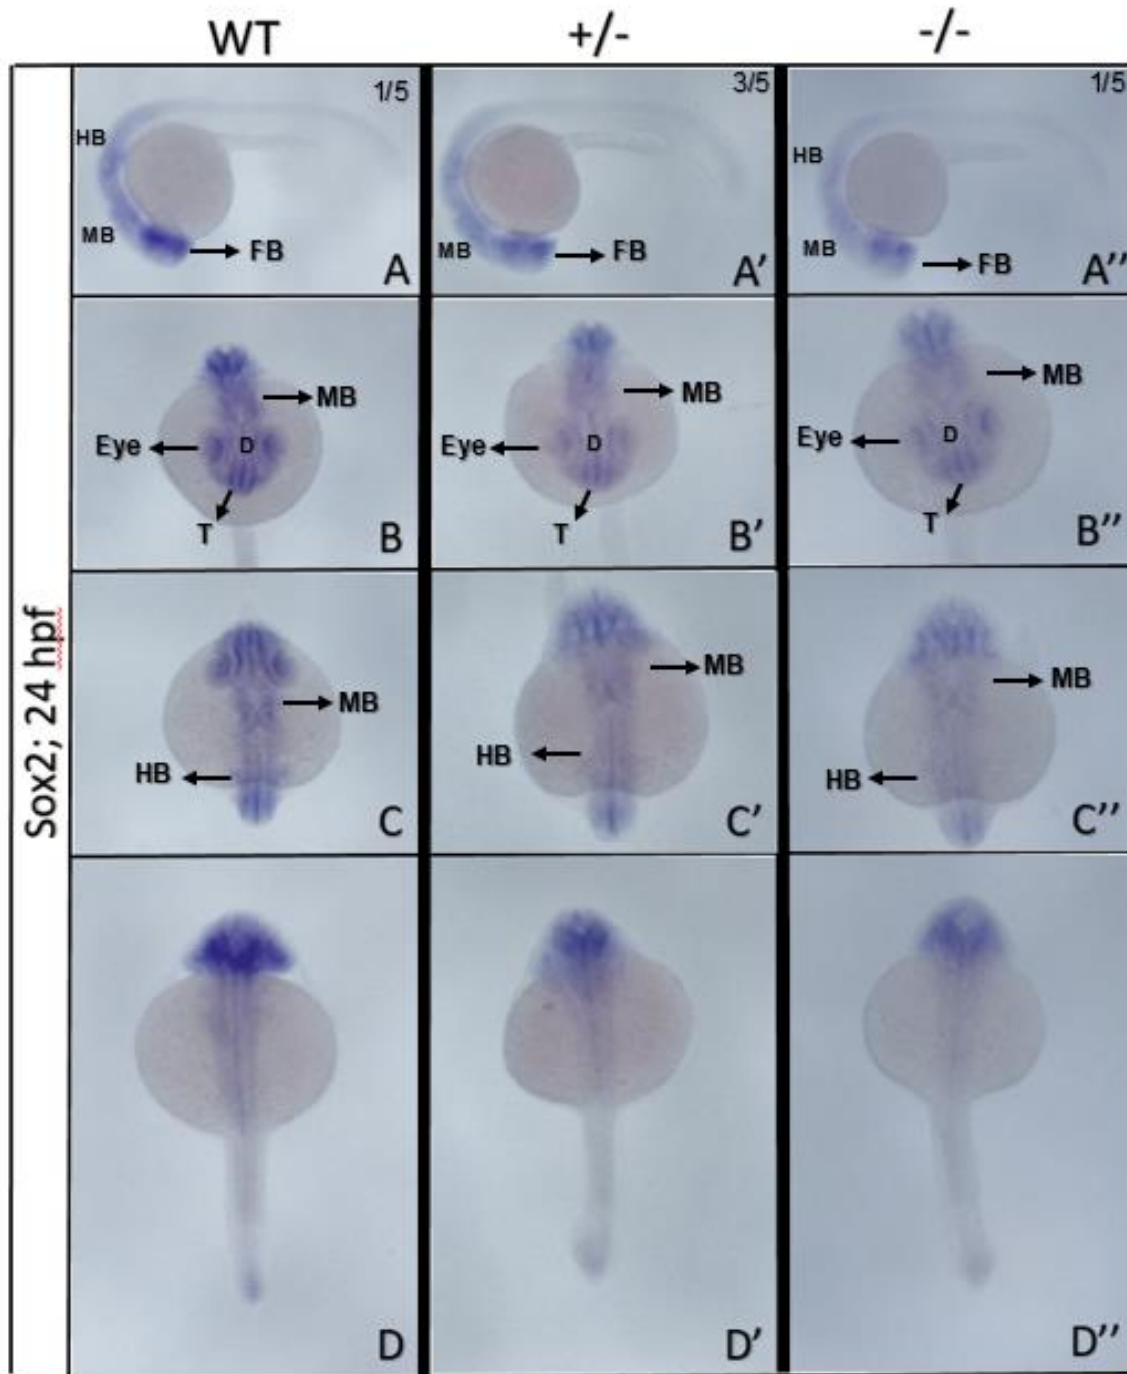 WT
+/-
-/-
Sox2; 24 hpf
1/5
HB
MB
FB
A
3/5
MB
FB
A'
1/5
HB
MB
FB
A''
MB
Eye
D
T
B
MB
Eye
D
T
B'
MB
Eye
D
T
B''
MB
HB
C
MB
HB
C'
MB
HB
C''
D
D'
D''